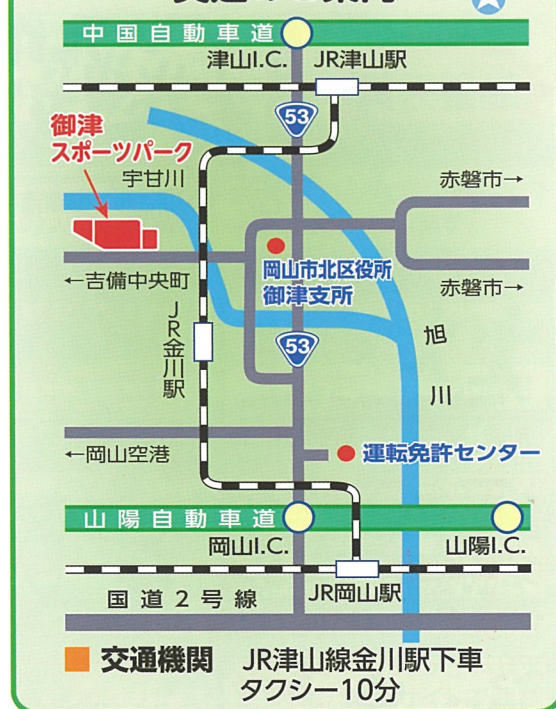 中国自動車道
津山I.C.
JR津山駅
53
御津
スポーツパーク
宇甘川
赤磐市→
岡山市北区役所
御津支所
←吉備中央町
赤磐市→
JR金川駅
53
旭川
←岡山空港
運転免許センター
山陽自動車道
岡山I.C.
山陽I.C.
国道2号線
JR岡山駅
交通機関 JR津山線金川駅下車
タクシー10分